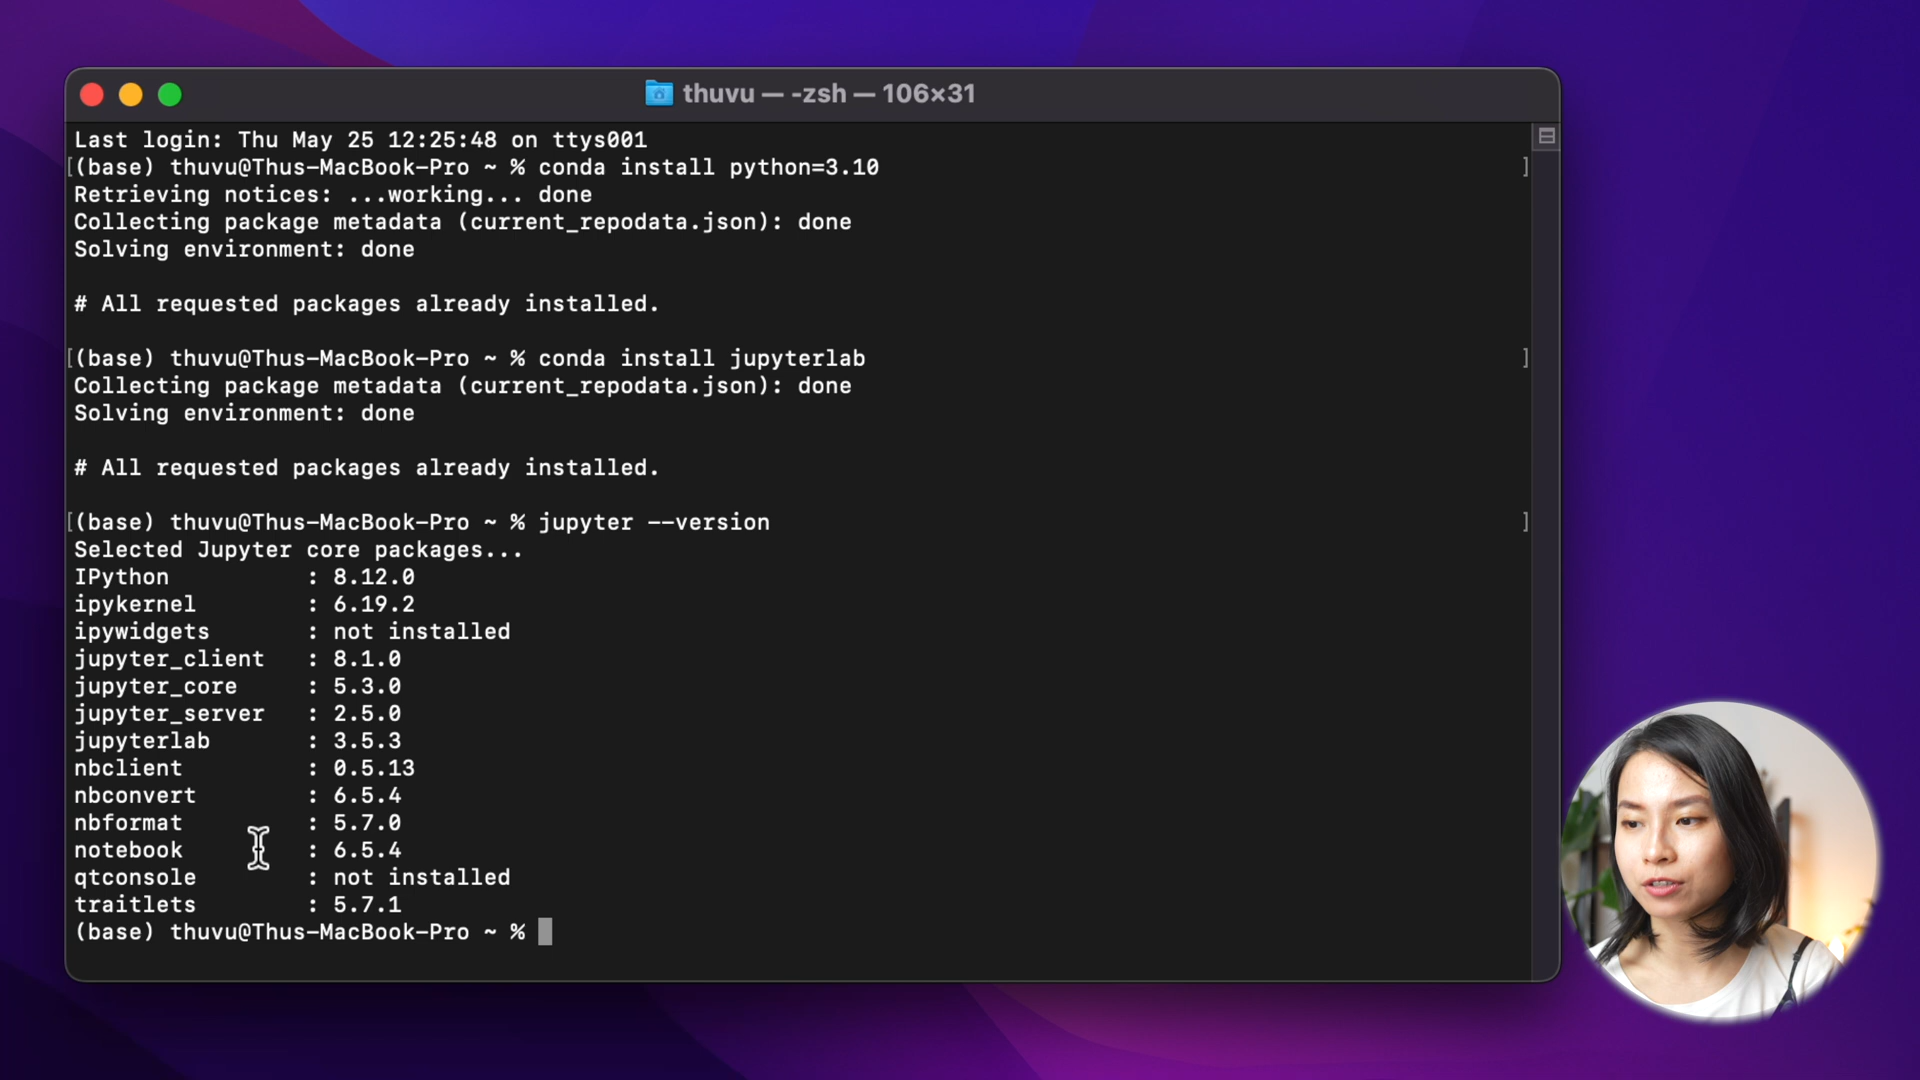 thuvu — -zsh — 106×31
Last login: Thu May 25 12:25:48 on ttys001
[(base) thuvu@Thus-MacBook-Pro ~ % conda install python=3.10 ]
Retrieving notices: ...working... done
Collecting package metadata (current_repodata.json): done
Solving environment: done
# All requested packages already installed.
[(base) thuvu@Thus-MacBook-Pro ~ % conda install jupyterlab ]
Collecting package metadata (current_repodata.json): done
Solving environment: done
# All requested packages already installed.
[(base) thuvu@Thus-MacBook-Pro ~ % jupyter --version ]
Selected Jupyter core packages...
IPython : 8.12.0
ipykernel : 6.19.2
ipywidgets : not installed
jupyter_client : 8.1.0
jupyter_core : 5.3.0
jupyter_server : 2.5.0
jupyterlab : 3.5.3
nbclient : 0.5.13
nbconvert : 6.5.4
nbformat : 5.7.0
notebook : 6.5.4
qtconsole : not installed
traitlets : 5.7.1
(base) thuvu@Thus-MacBook-Pro ~ %